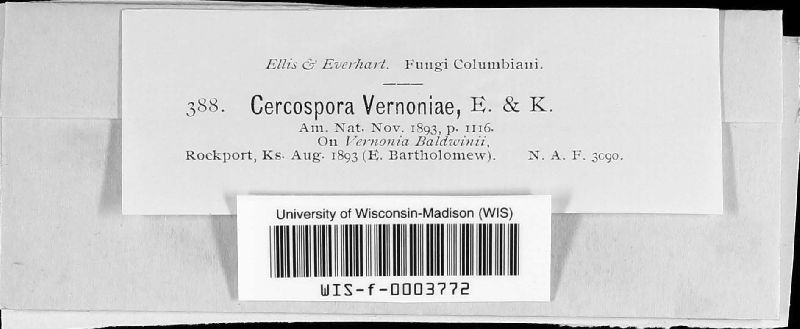 Ellis & Everhart. Fungi Columbiani.
388. Cercospora Vernoniae, E. & K.
Am. Nat. Nov. 1893, p. 1116.
On Vernonia Baldwinii,
Rockport, Ks. Aug. 1893 (E. Bartholomew). N. A. F. 3090.
University of Wisconsin-Madison (WIS)
WIS-f-0003772